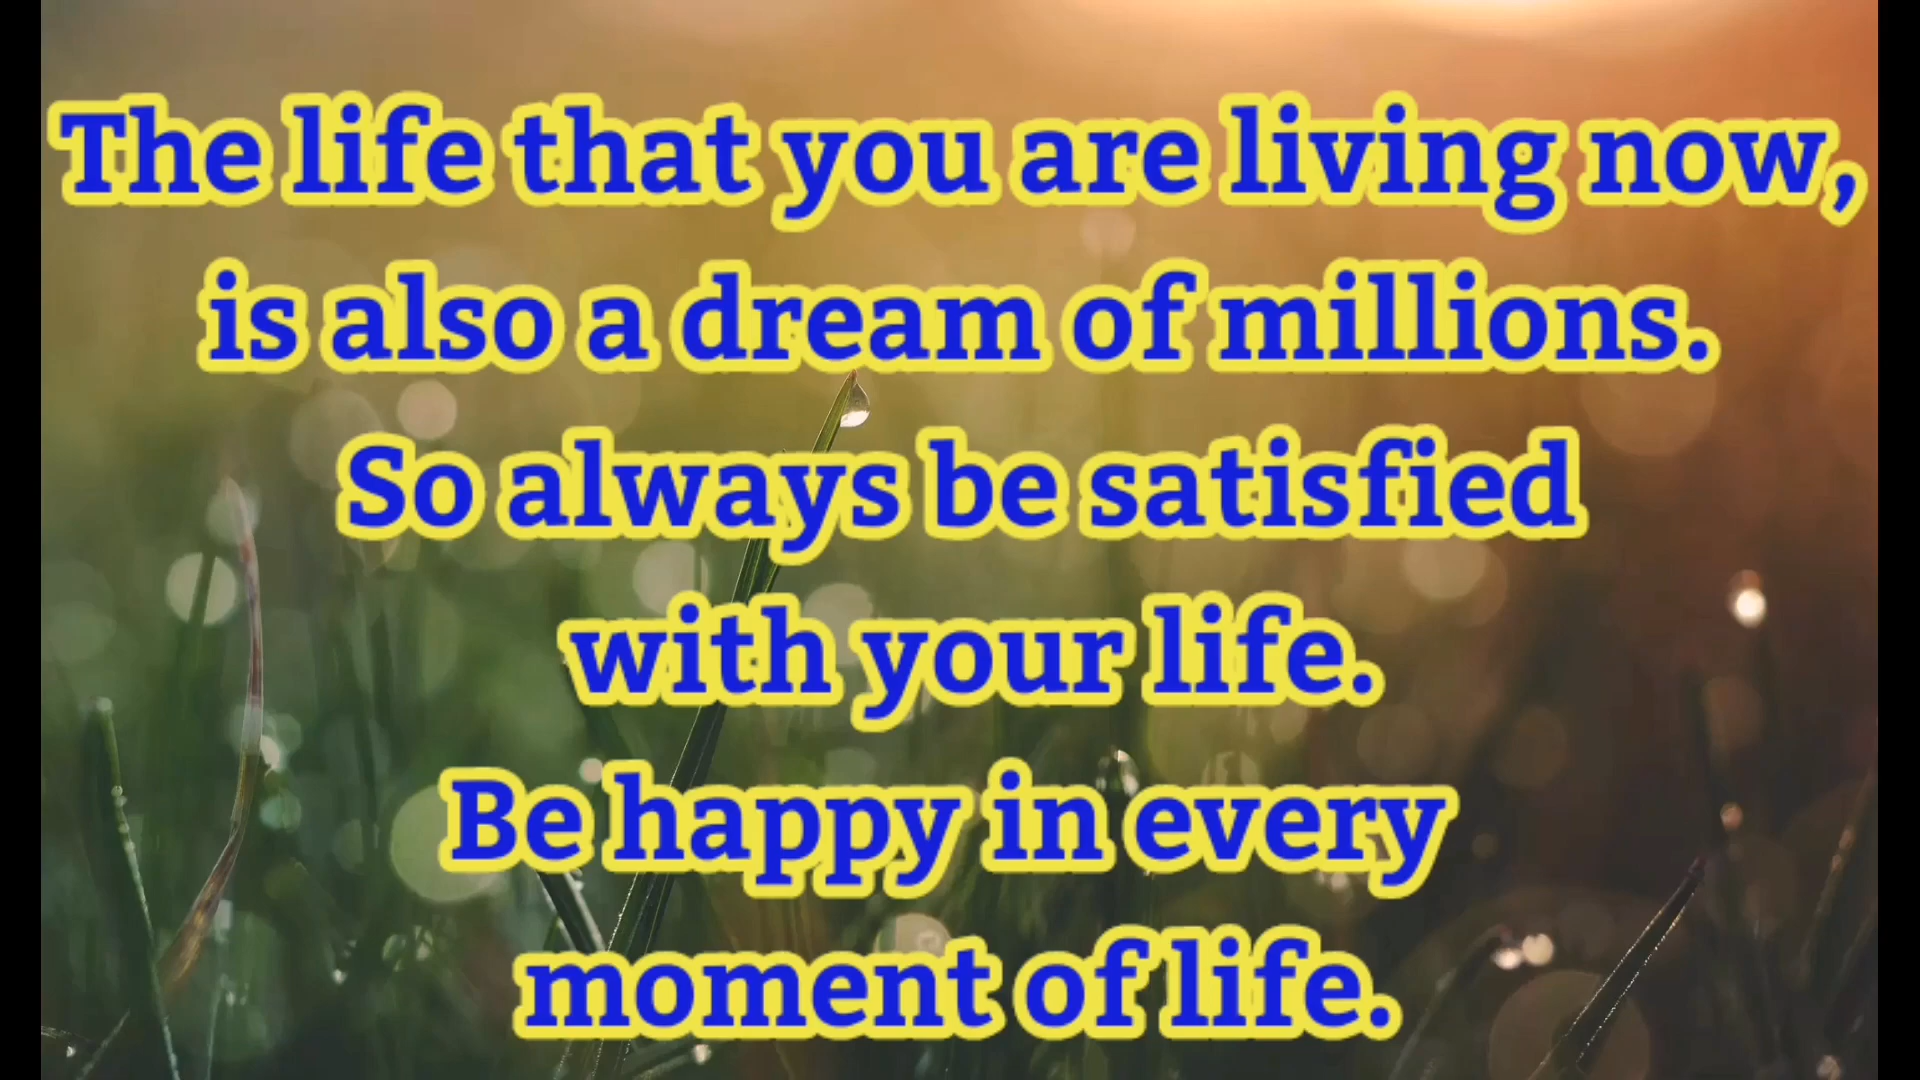 The life that you are living now,
is also a dream of millions.
So always be satisfied
with your life.
Be happy in every
moment of life.